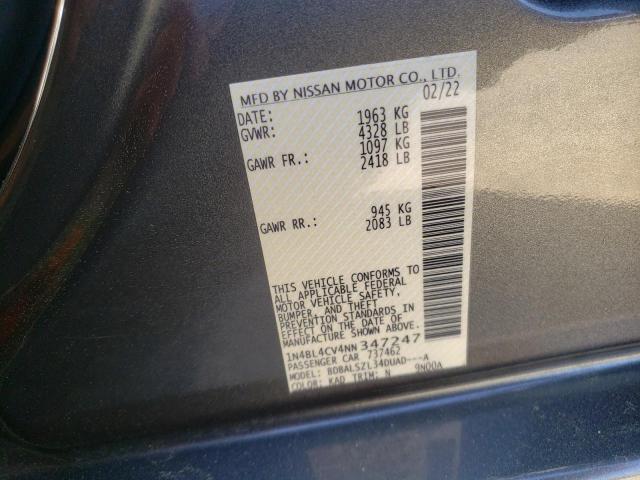 MFD BY NISSAN MOTOR CO., LTD.
DATE: 02/22
GVWR: 1963 KG
4328 LB
GAWR FR.: 1097 KG
2418 LB
GAWR RR.: 945 KG
2083 LB
THIS VEHICLE CONFORMS TO
ALL APPLICABLE FEDERAL
MOTOR VEHICLE SAFETY,
BUMPER, AND THEFT
PREVENTION STANDARDS IN
EFFECT ON THE DATE OF
MANUFACTURE SHOWN ABOVE.
1N4BL4CV4NN347247
PASSENGER CAR 737462
MODEL: BDBALSZL34DUAD---A
COLOR: KAD TRIM: N 9N00A